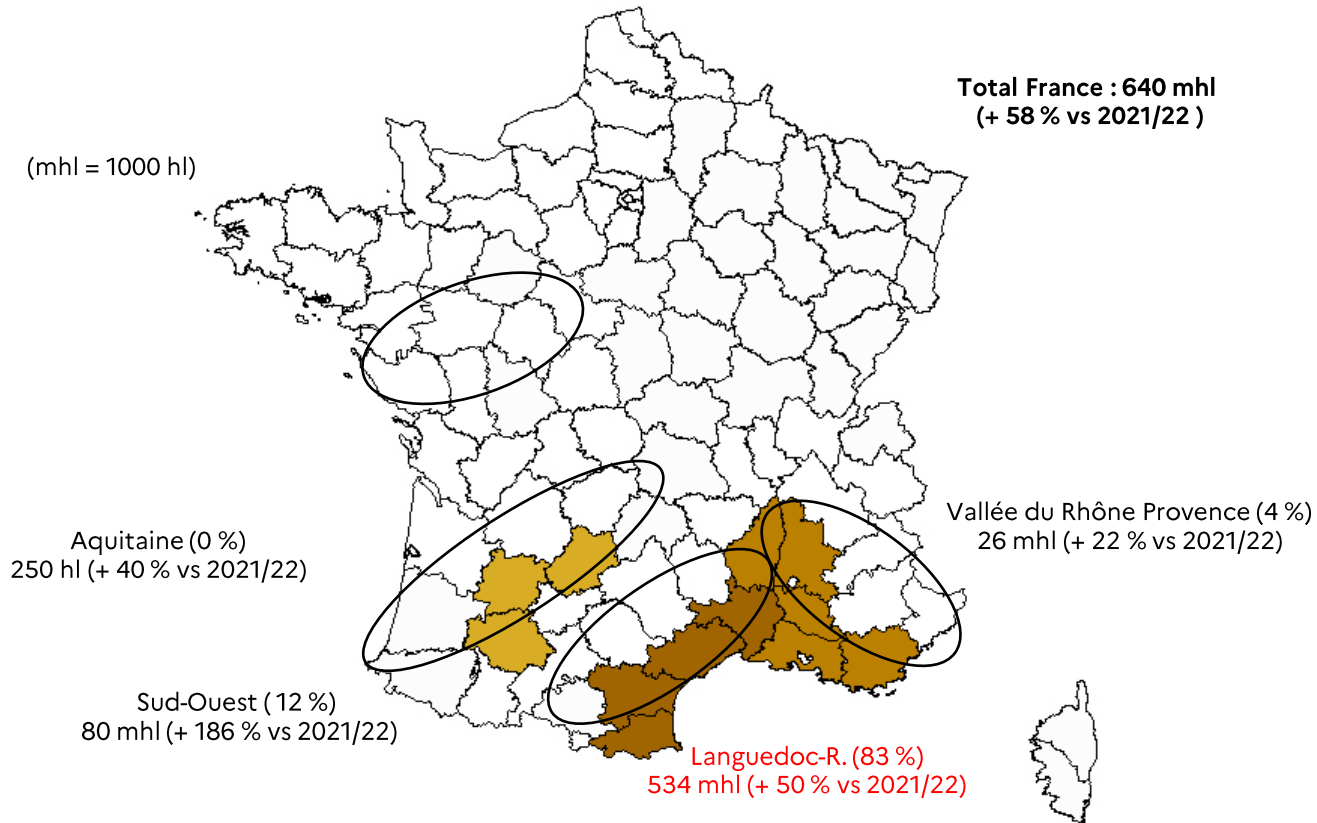 Total France : 640 mhl
(+ 58 % vs 2021/22 )
(mhl = 1000 hl)
Vallée du Rhône Provence (4 %)
26 mhl (+ 22 % vs 2021/22)
Aquitaine (0 %)
250 hl (+ 40 % vs 2021/22)
Sud-Ouest ( 12 %)
80 mhl (+ 186 % vs 2021/22)
Languedoc-R. (83 %)
534 mhl (+ 50 % vs 2021/22)